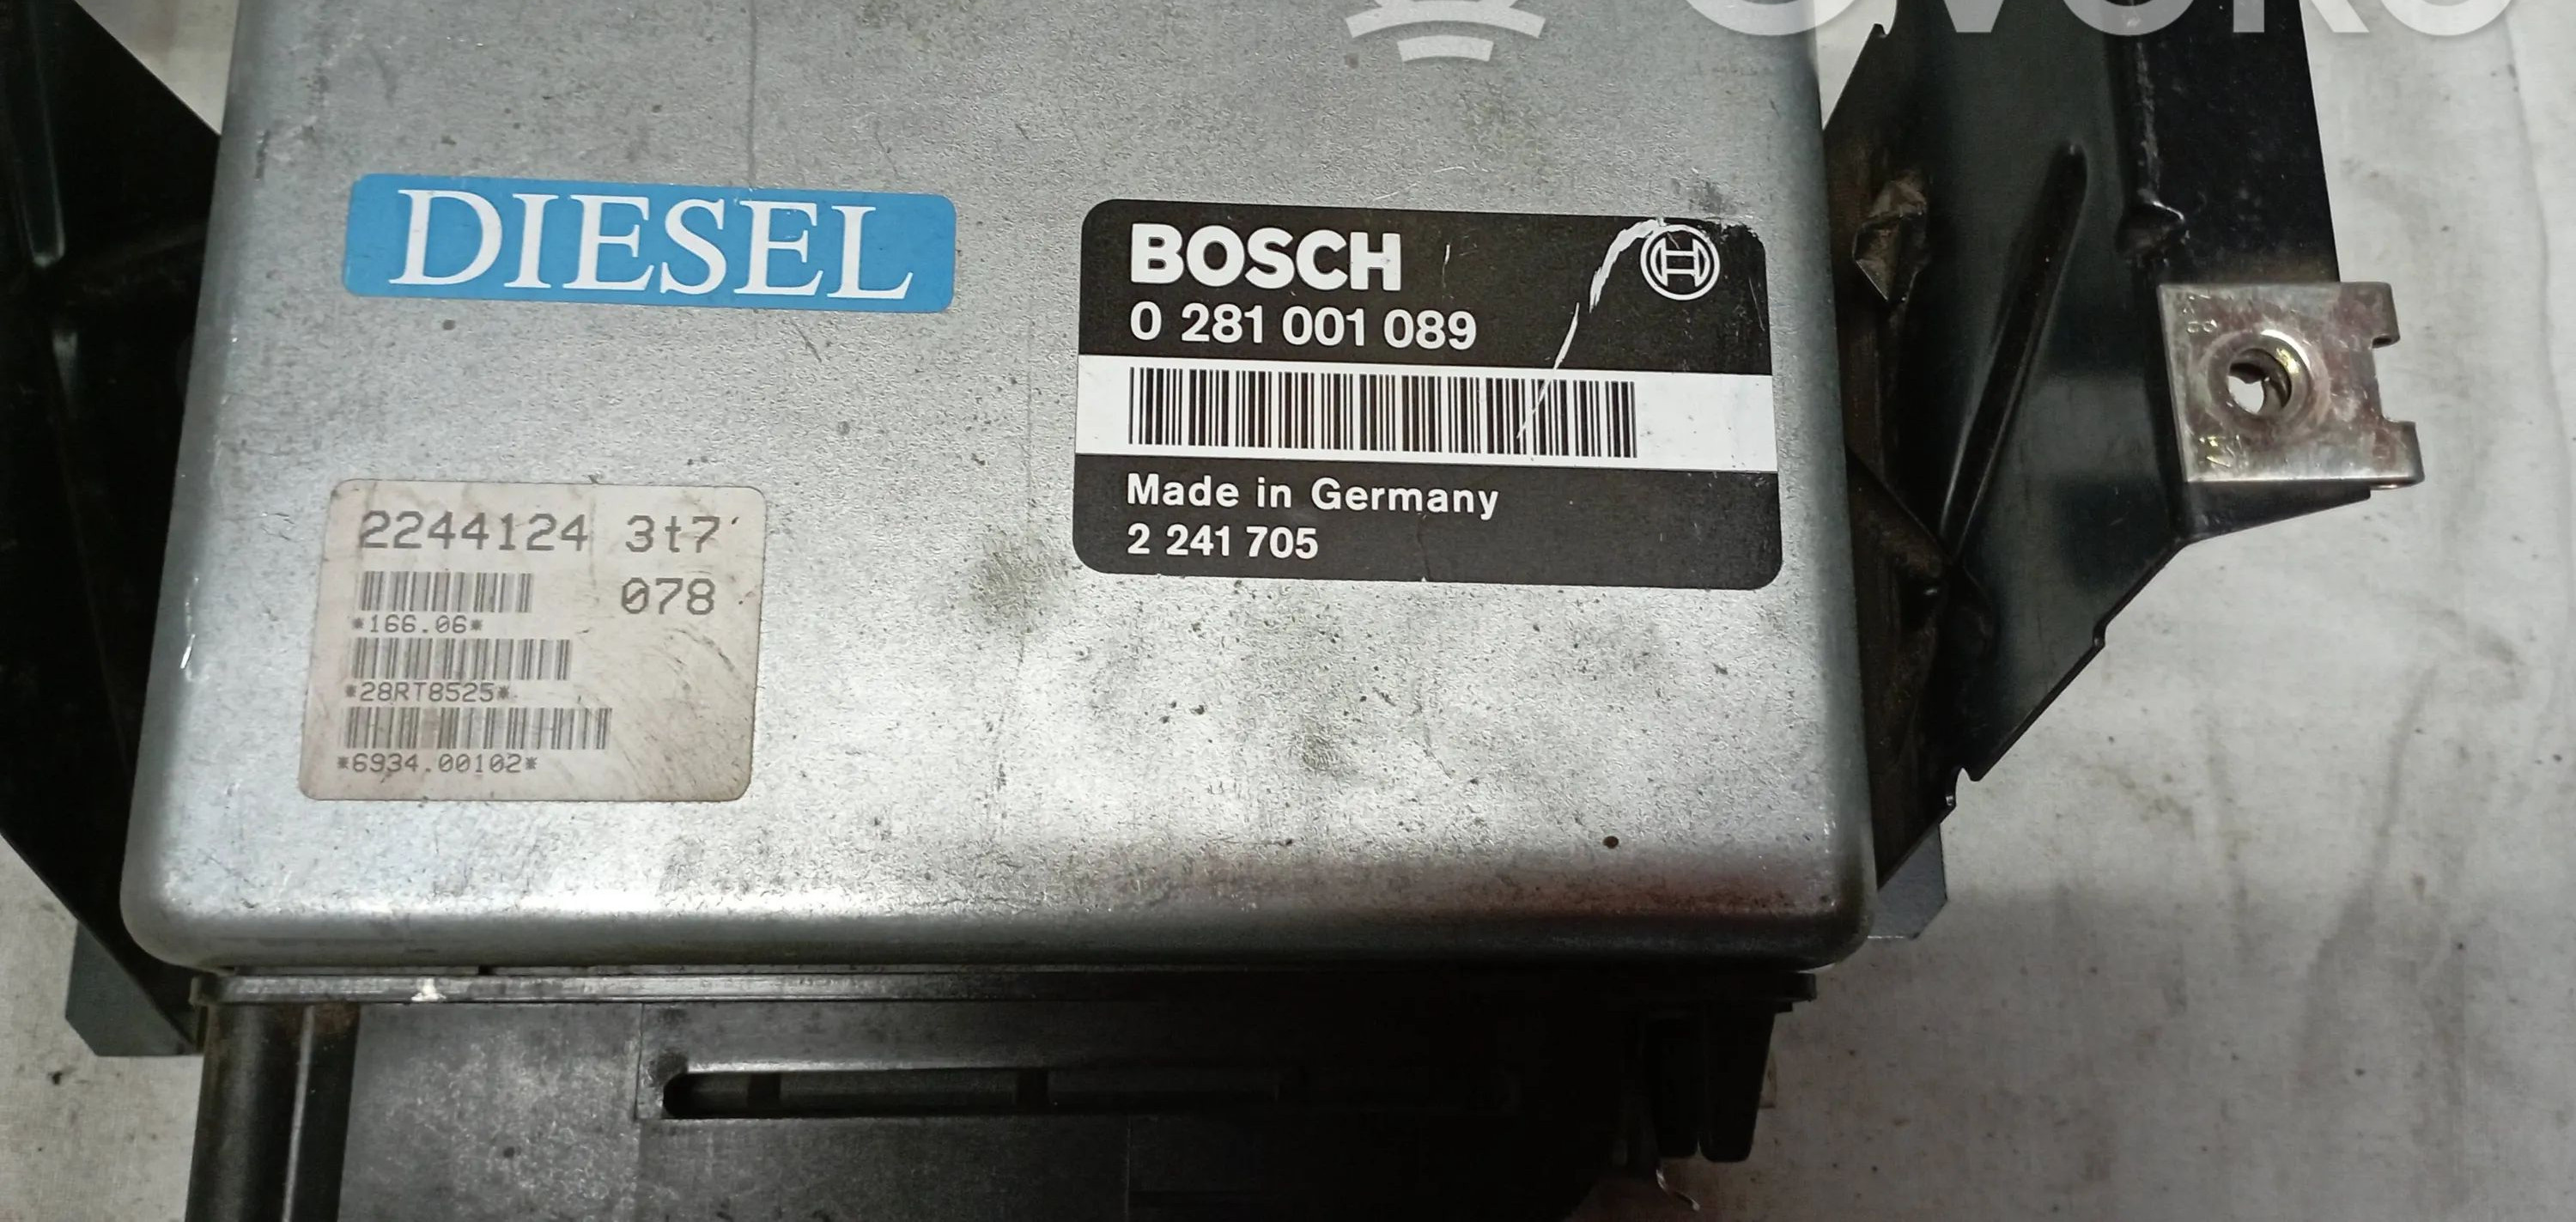 DIESEL
BOSCH
0 281 001 089
Made in Germany
2 241 705
2244124 3t7
078
*166.06*
*28RT8525*
*6934.00102*